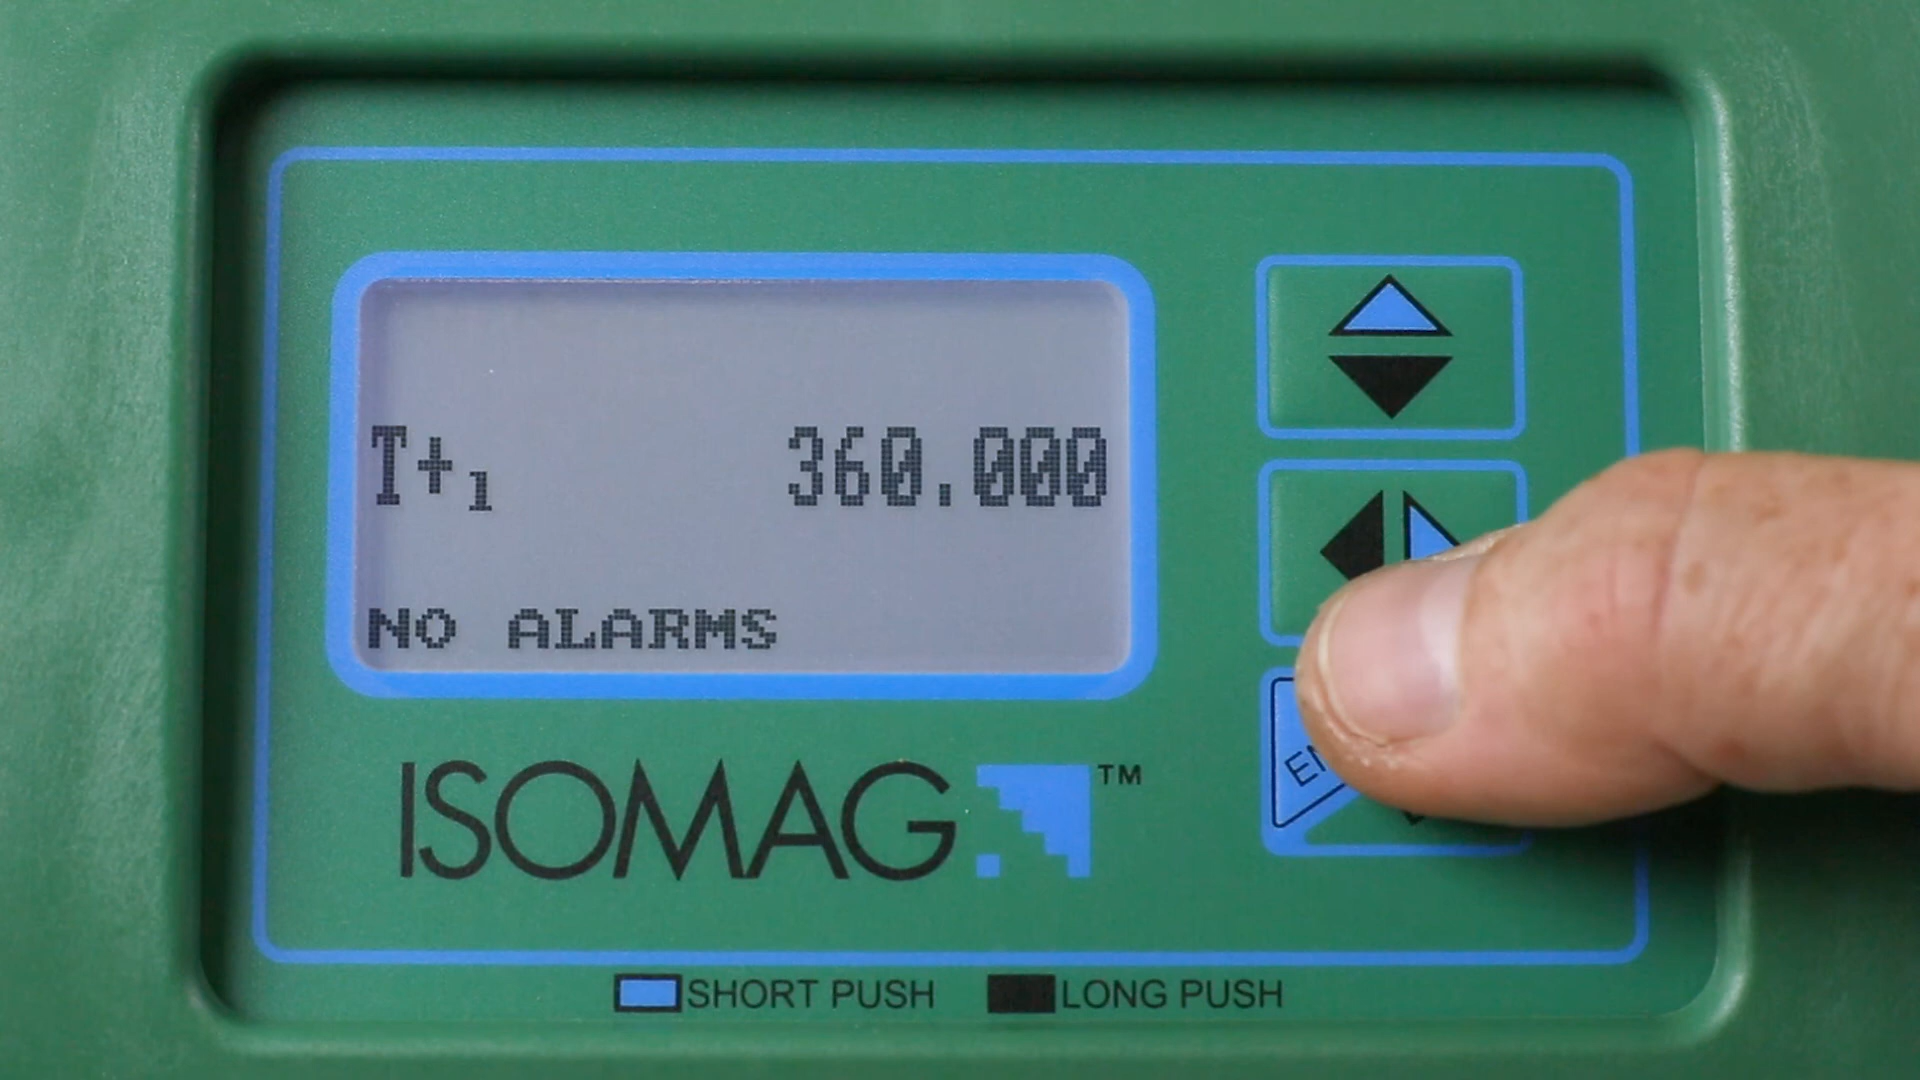 T+1 360.000
NO ALARMS
ISOMAG™
SHORT PUSH LONG PUSH